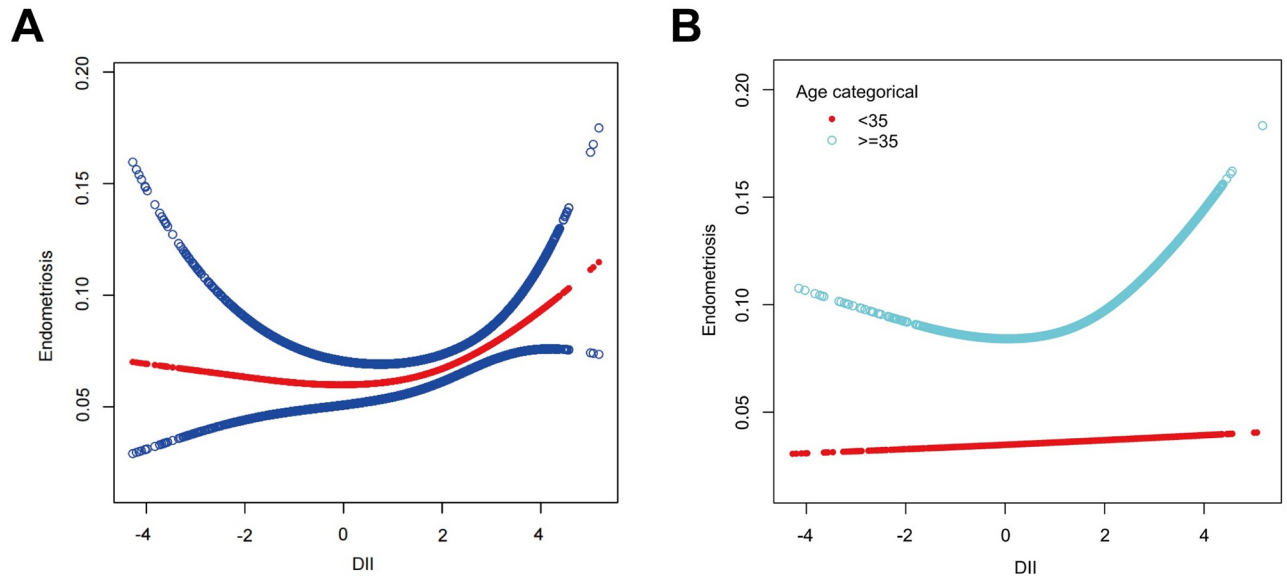 A
0.20
0.15
0.10
0.05
Endometriosis
-4 -2 0 2 4
DII
B
Age categorical
<35
>=35
0.20
0.15
0.10
0.05
Endometriosis
-4 -2 0 2 4
DII